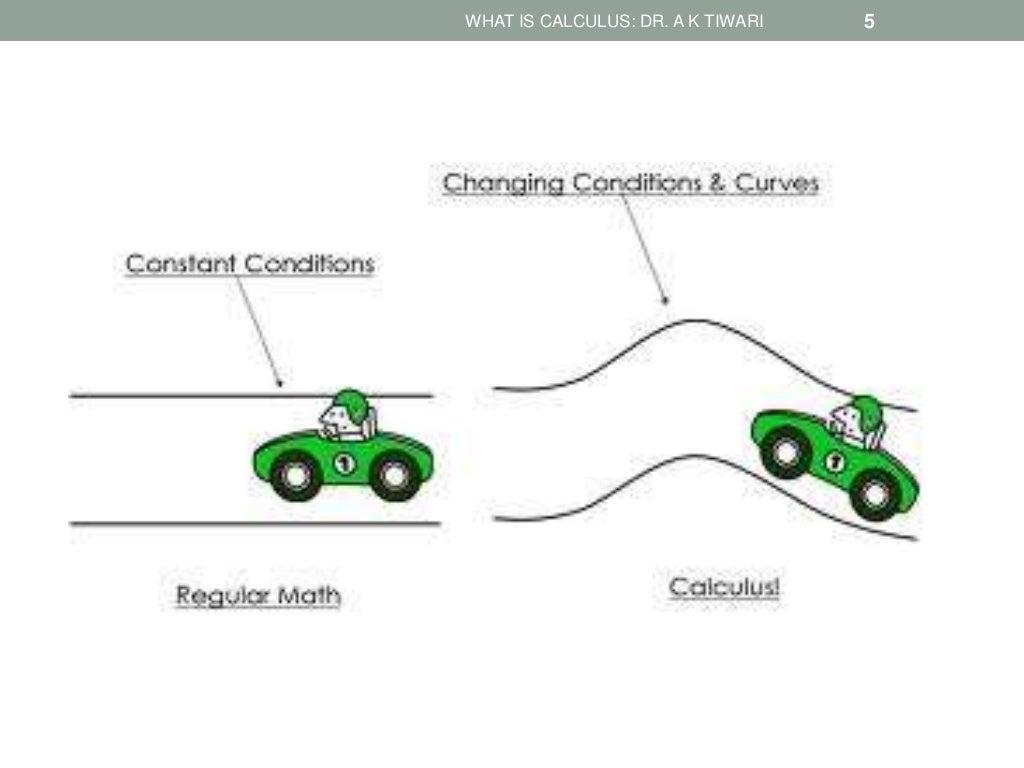 WHAT IS CALCULUS: DR. A K TIWARI 5
Changing Conditions & Curves
Constant Conditions
1
1
Regular Math
Calculus!